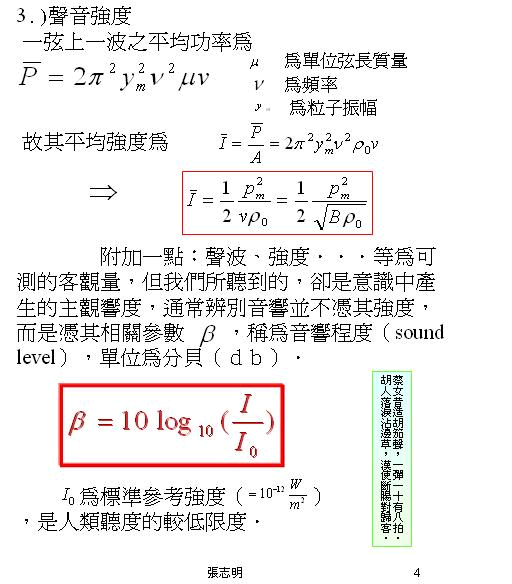 3.)聲音強度
一弦上一波之平均功率為
P̅ = 2π²y_m²ν²μv
μ 為單位弦長質量
ν 為頻率
y_m 為粒子振幅
故其平均強度為 I̅ = P̅/A = 2π²y_m²ν²ρ₀v
⇒ I̅ = 1/2 p_m²/(vρ₀) = 1/2 p_m²/√(Bρ₀)
附加一點：聲波、強度．．．等為可
測的客觀量，但我們所聽到的，卻是意識中產
生的主觀響度，通常辨別音響並不憑其強度，
而是憑其相關參數 β ，稱為音響程度（sound
level），單位為分貝（ｄｂ）．
β = 10 log₁₀(I/I₀)
蔡女昔造胡笳聲，一彈一十有八拍．
胡人落淚沾邊草，漢使斷腸對歸客．
I₀ 為標準參考強度（=10⁻¹² W/m²）
，是人類聽度的較低限度．
張志明
4